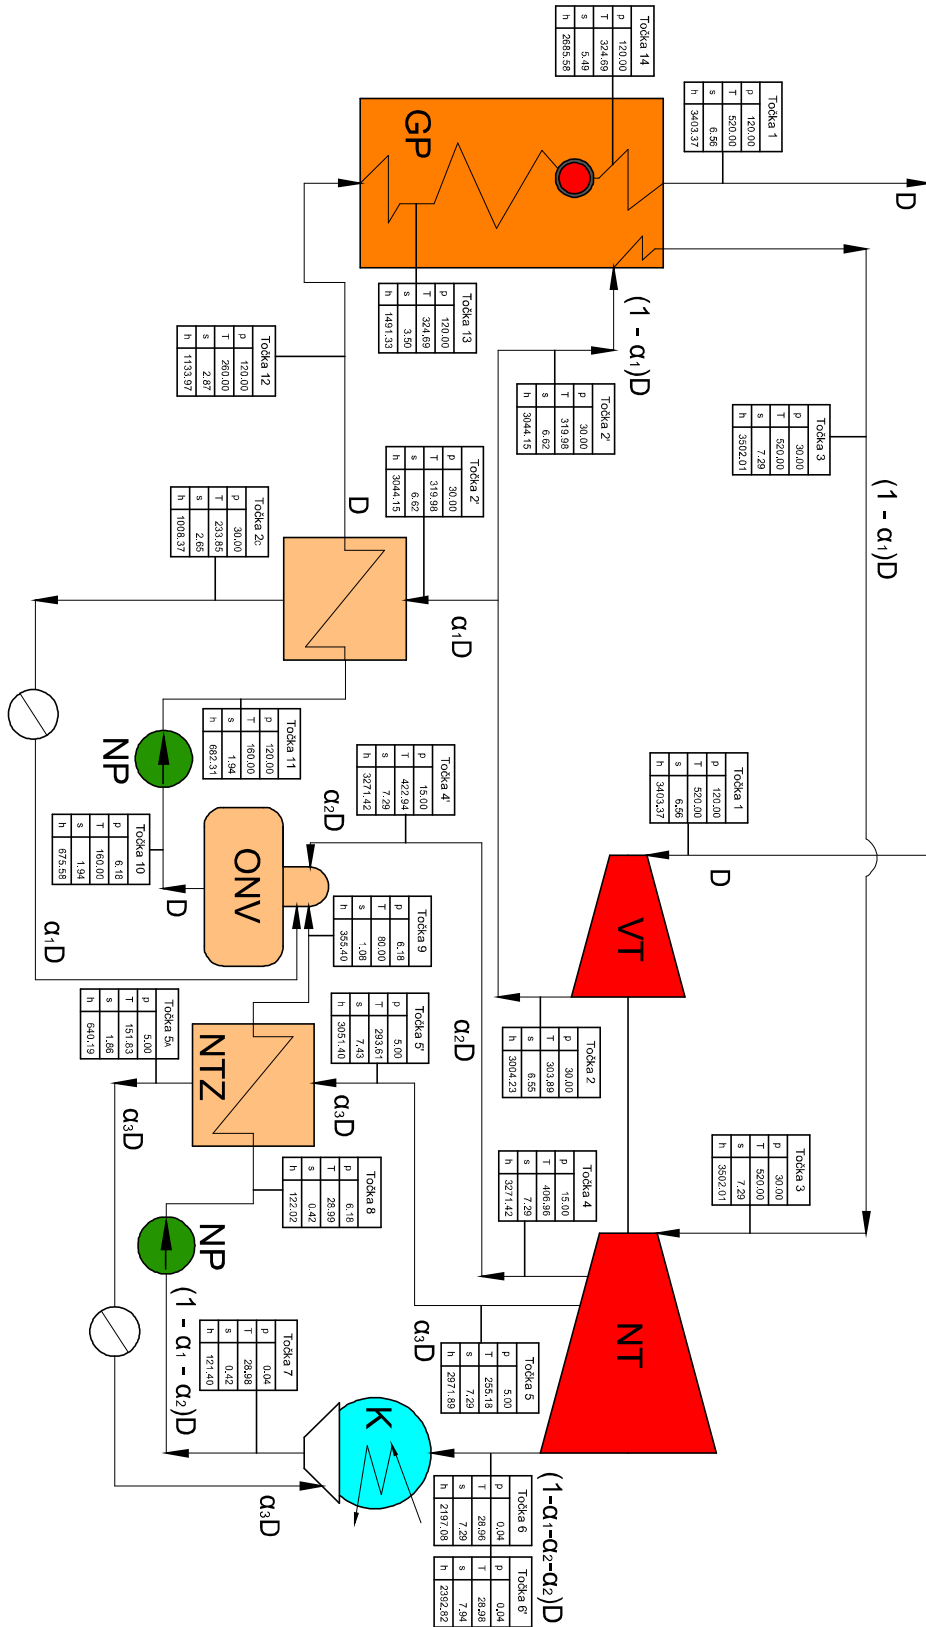 D
Točka 1
p 120.00
T 520.00
s 6.56
h 3403.37
Točka 14
p 120.00
T 324.69
s 5.49
h 2685.58
GP
Točka 13
p 120.00
T 324.69
s 3.50
h 1491.33
(1 - α₁)D
Točka 2'
p 30.00
T 319.98
s 6.62
h 3044.15
Točka 3
p 30.00
T 520.00
s 7.29
h 3502.01
(1 - α₁)D
Točka 12
p 120.00
T 260.00
s 2.87
h 1133.97
D
Točka 2'
p 30.00
T 319.98
s 6.62
h 3044.15
α₁D
Točka 2c
p 30.00
T 233.85
s 2.65
h 1008.37
Točka 11
p 120.00
T 160.00
s 1.94
h 682.31
NP
Točka 4'
p 15.00
T 422.94
s 7.29
h 3271.42
α₂D
Točka 1
p 120.00
T 520.00
s 6.56
h 3403.37
D
VT
Točka 10
p 6.18
T 160.00
s 1.94
h 675.58
D
ONV
α₁D
Točka 9
p 6.18
T 80.00
s 1.08
h 355.40
Točka 5'
p 5.00
T 293.61
s 7.43
h 3051.40
α₂D
Točka 2
p 30.00
T 303.89
s 6.55
h 3004.23
Točka 5A
p 5.00
T 151.83
s 1.86
h 640.19
NTZ
α₃D
α₃D
Točka 3
p 30.00
T 520.00
s 7.29
h 3502.01
Točka 4
p 15.00
T 406.96
s 7.29
h 3271.42
Točka 8
p 6.18
T 28.99
s 0.42
h 122.02
NP
(1 - α₁ - α₂)D
NT
α₃D
Točka 5
p 5.00
T 255.18
s 7.29
h 2971.89
Točka 7
p 0.04
T 28.98
s 0.42
h 121.40
K
α₃D
(1-α₁-α₂-α₂)D
Točka 6
p 0.04
T 28.96
s 7.29
h 2197.08
Točka 6'
p 0.04
T 28.98
s 7.94
h 2392.82